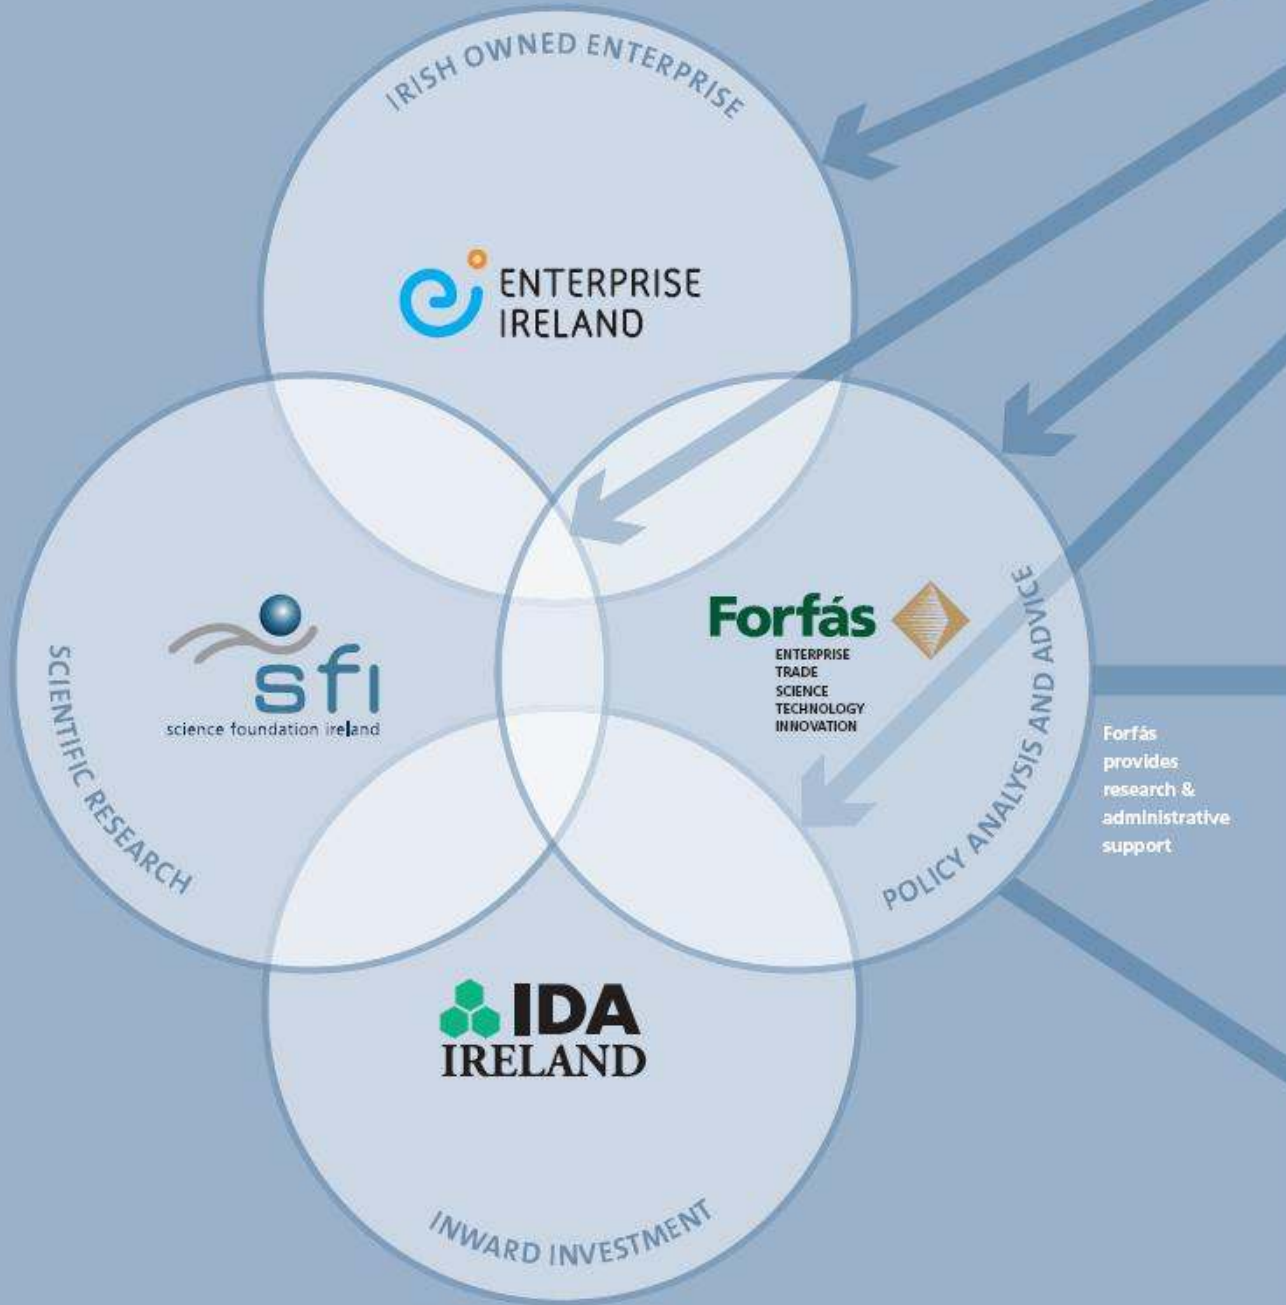 IRISH OWNED ENTERPRISE
ENTERPRISE
IRELAND
SCIENTIFIC RESEARCH
sfi
science foundation ireland
Forfás
ENTERPRISE
TRADE
SCIENCE
TECHNOLOGY
INNOVATION
POLICY ANALYSIS AND ADVICE
Forfás
provides
research &
administrative
support
IDA
IRELAND
INWARD INVESTMENT